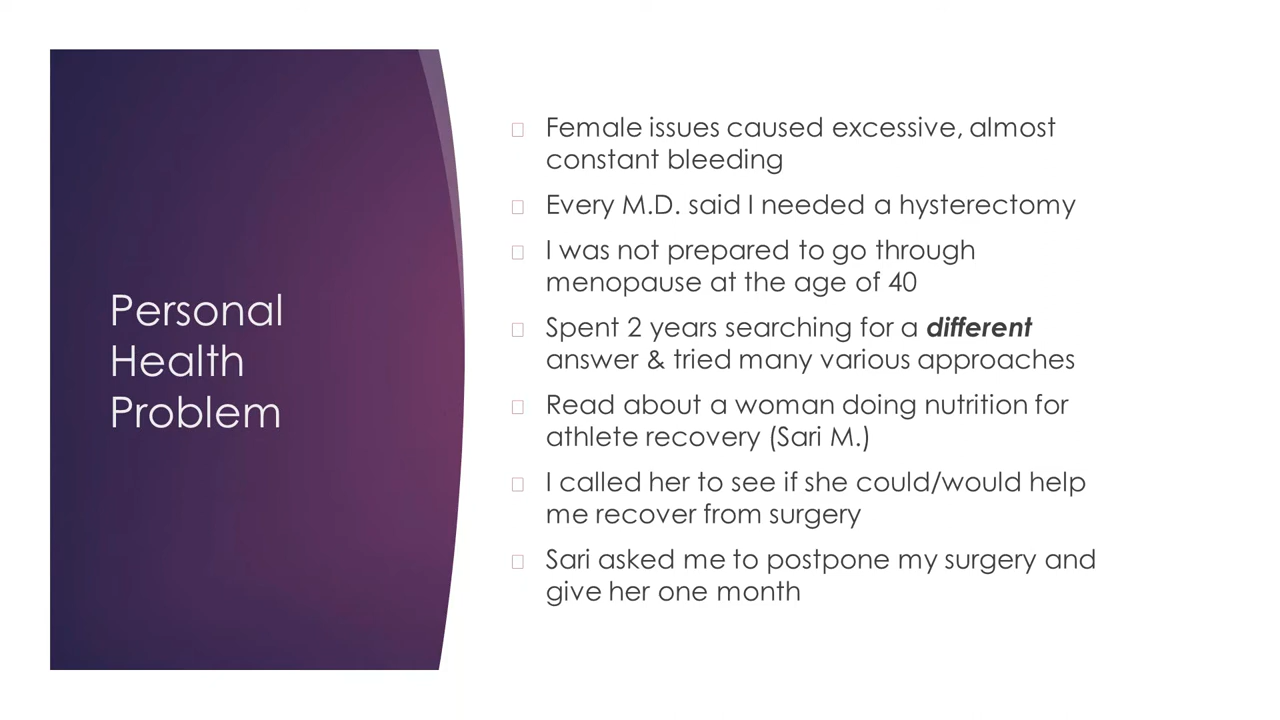 Personal
Health
Problem
Female issues caused excessive, almost
constant bleeding
Every M.D. said I needed a hysterectomy
I was not prepared to go through
menopause at the age of 40
Spent 2 years searching for a different
answer & tried many various approaches
Read about a woman doing nutrition for
athlete recovery (Sari M.)
I called her to see if she could/would help
me recover from surgery
Sari asked me to postpone my surgery and
give her one month